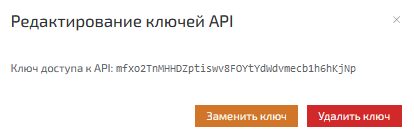 Редактирование ключей API
Ключ доступа к API: mfxo2TnMHHDZptiswv8FOYtYdWdvmecb1h6hKjNp
Заменить ключ
Удалить ключ